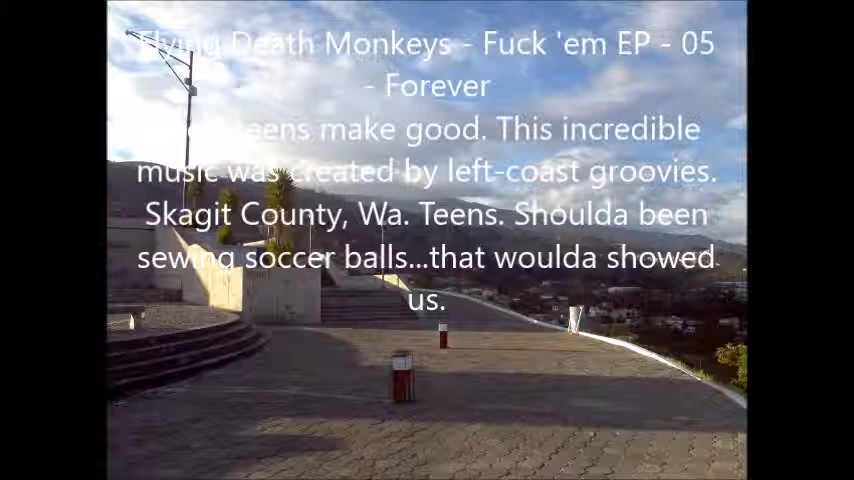 Flying Death Monkeys - Fuck 'em EP - 05
- Forever
teens make good. This incredible
music was created by left-coast groovies.
Skagit County, Wa. Teens. Shoulda been
sewing soccer balls...that woulda showed
us.